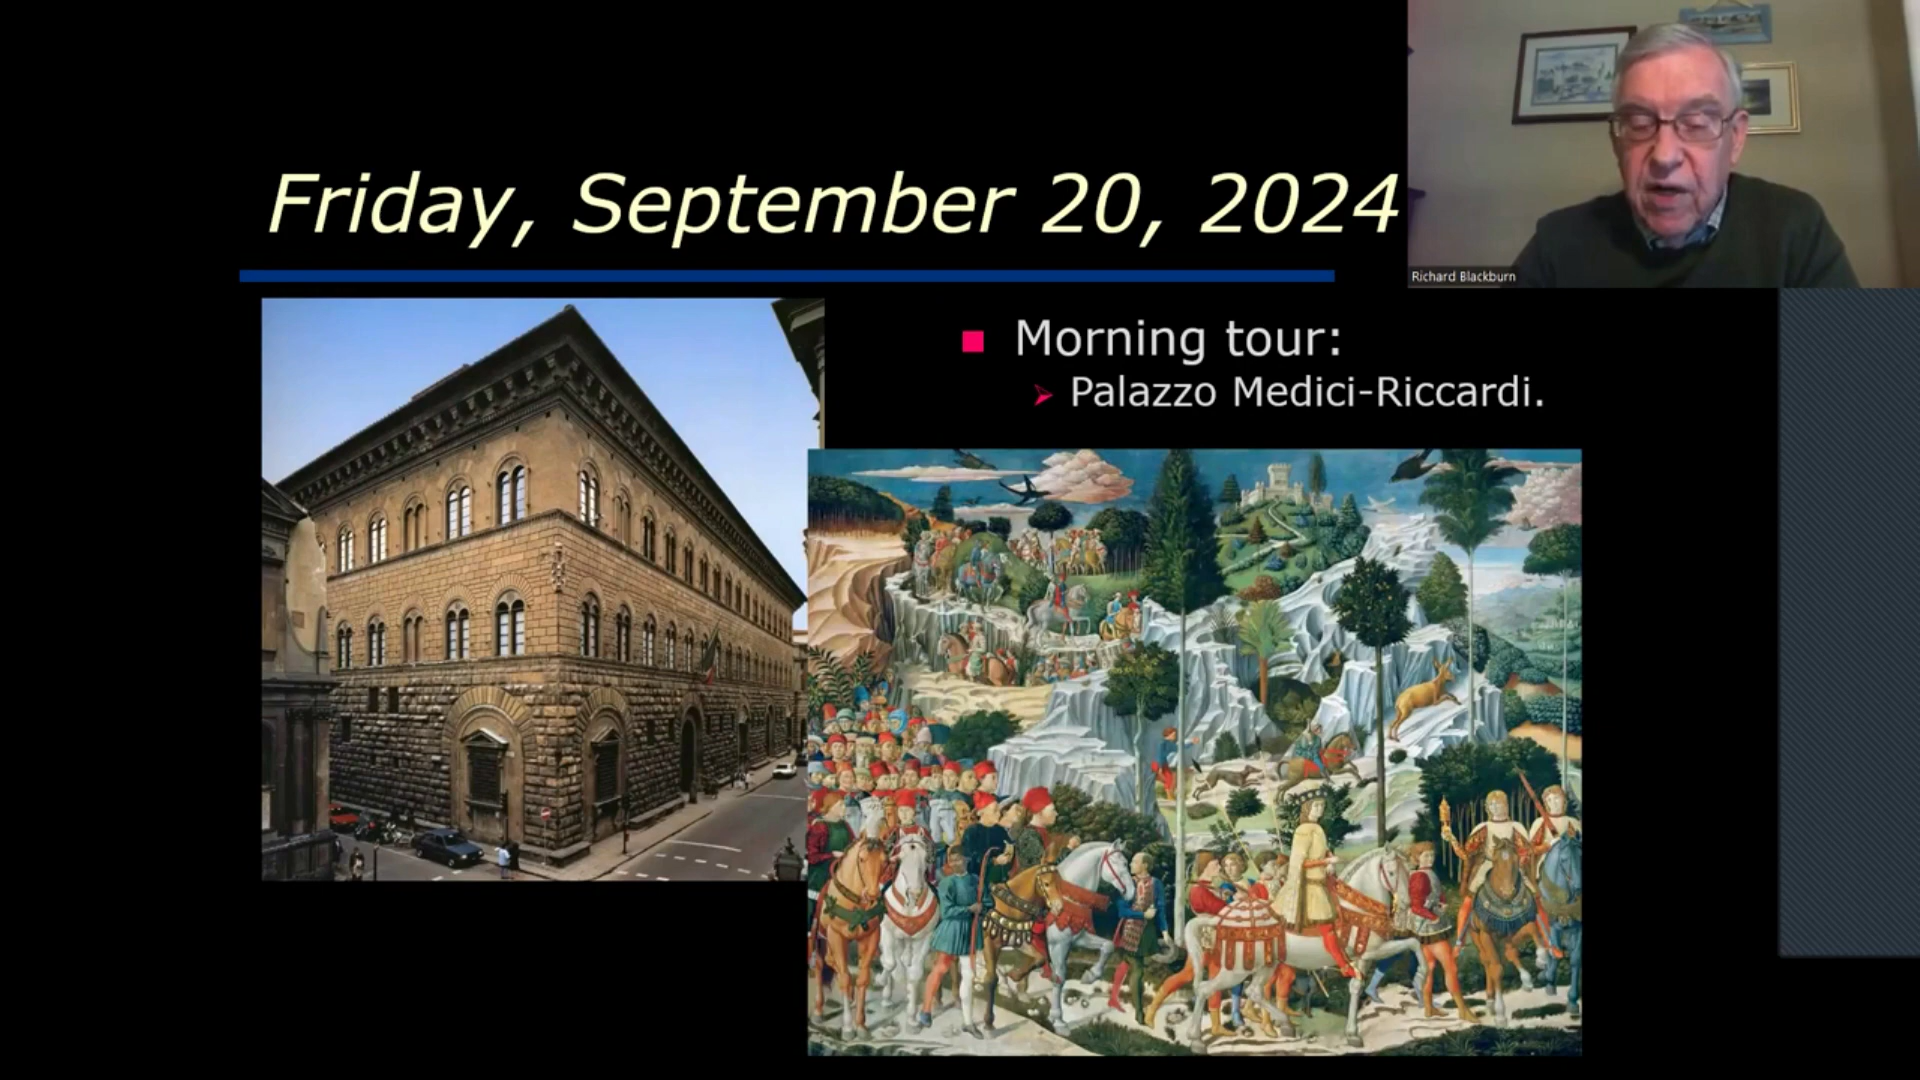 Friday, September 20, 2024
Richard Blackburn
Morning tour:
Palazzo Medici-Riccardi.